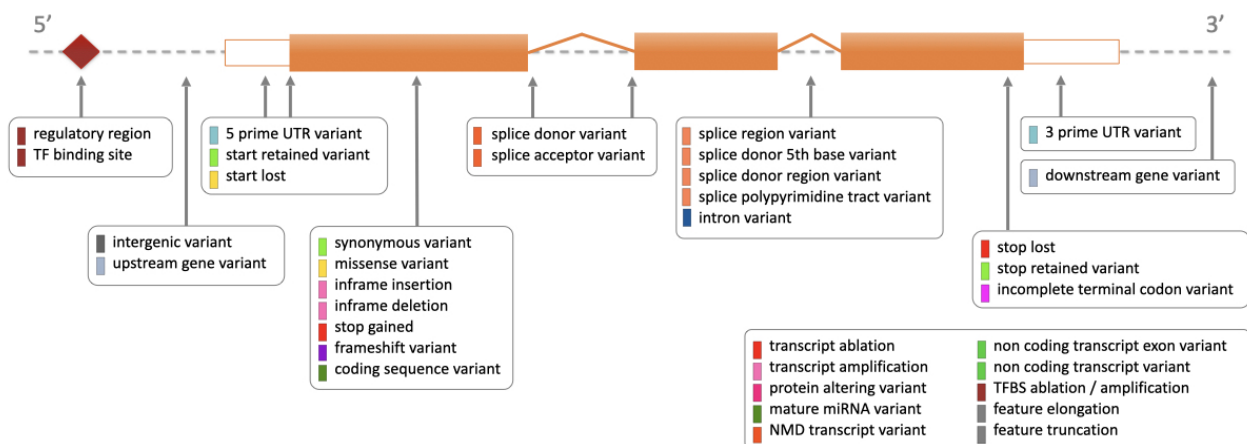 5’
3’
regulatory region
TF binding site
5 prime UTR variant
start retained variant
start lost
splice donor variant
splice acceptor variant
splice region variant
splice donor 5th base variant
splice donor region variant
splice polypyrimidine tract variant
intron variant
3 prime UTR variant
downstream gene variant
intergenic variant
upstream gene variant
synonymous variant
missense variant
inframe insertion
inframe deletion
stop gained
frameshift variant
coding sequence variant
stop lost
stop retained variant
incomplete terminal codon variant
transcript ablation
transcript amplification
protein altering variant
mature miRNA variant
NMD transcript variant
non coding transcript exon variant
non coding transcript variant
TFBS ablation / amplification
feature elongation
feature truncation